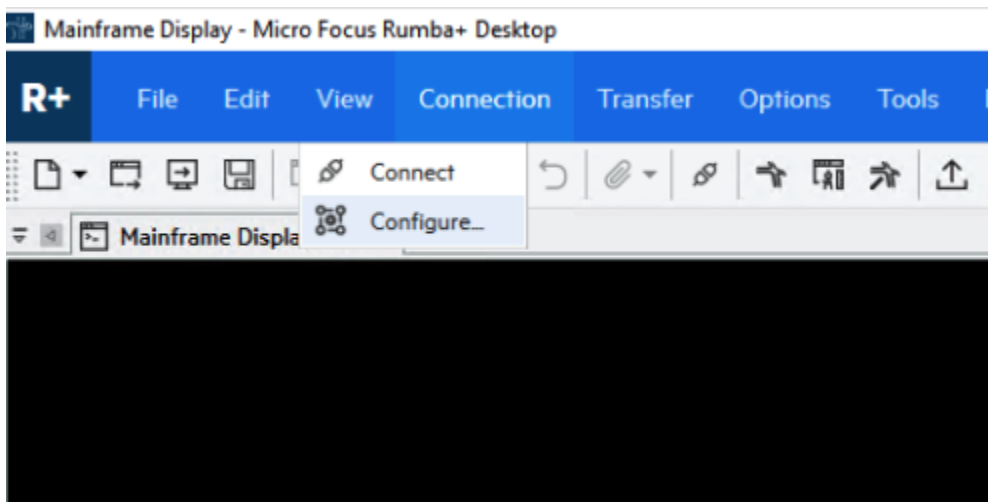 Mainframe Display - Micro Focus Rumba+ Desktop
R+ File Edit View Connection Transfer Options Tools
Connect
Configure...
Mainframe Displa